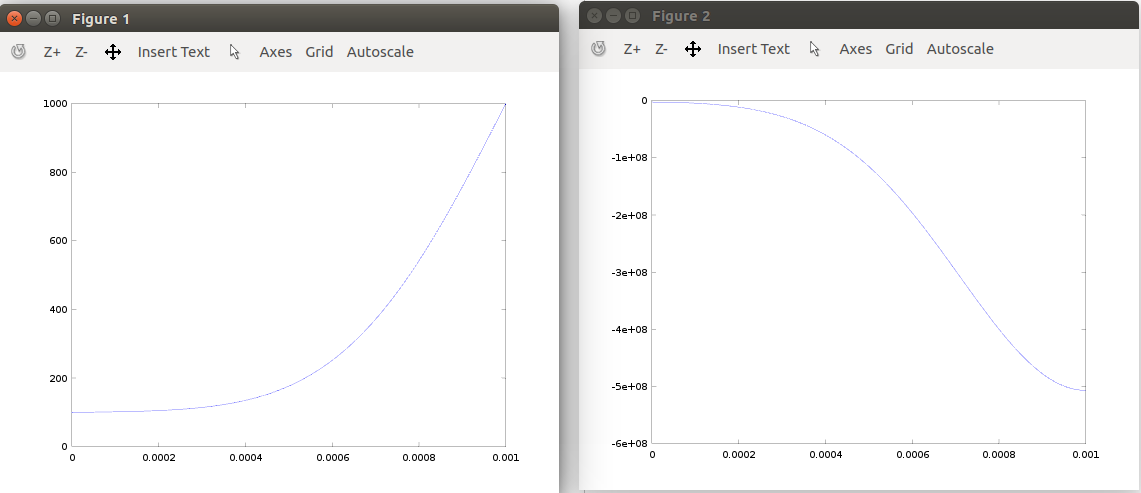 Figure 1
Z+ Z- Insert Text Axes Grid Autoscale
1000
800
600
400
200
0
0 0.0002 0.0004 0.0006 0.0008 0.001
Figure 2
Z+ Z- Insert Text Axes Grid Autoscale
0
-1e+08
-2e+08
-3e+08
-4e+08
-5e+08
-6e+08
0 0.0002 0.0004 0.0006 0.0008 0.001